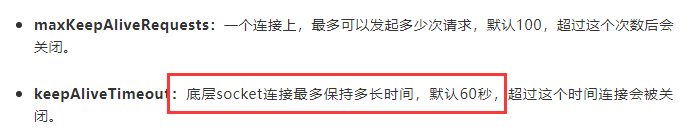 • maxKeepAliveRequests：一个连接上，最多可以发起多少次请求，默认100，超过这个次数后会
关闭。
• keepAliveTimeout：底层socket连接最多保持多长时间，默认60秒，超过这个时间连接会被关
闭。